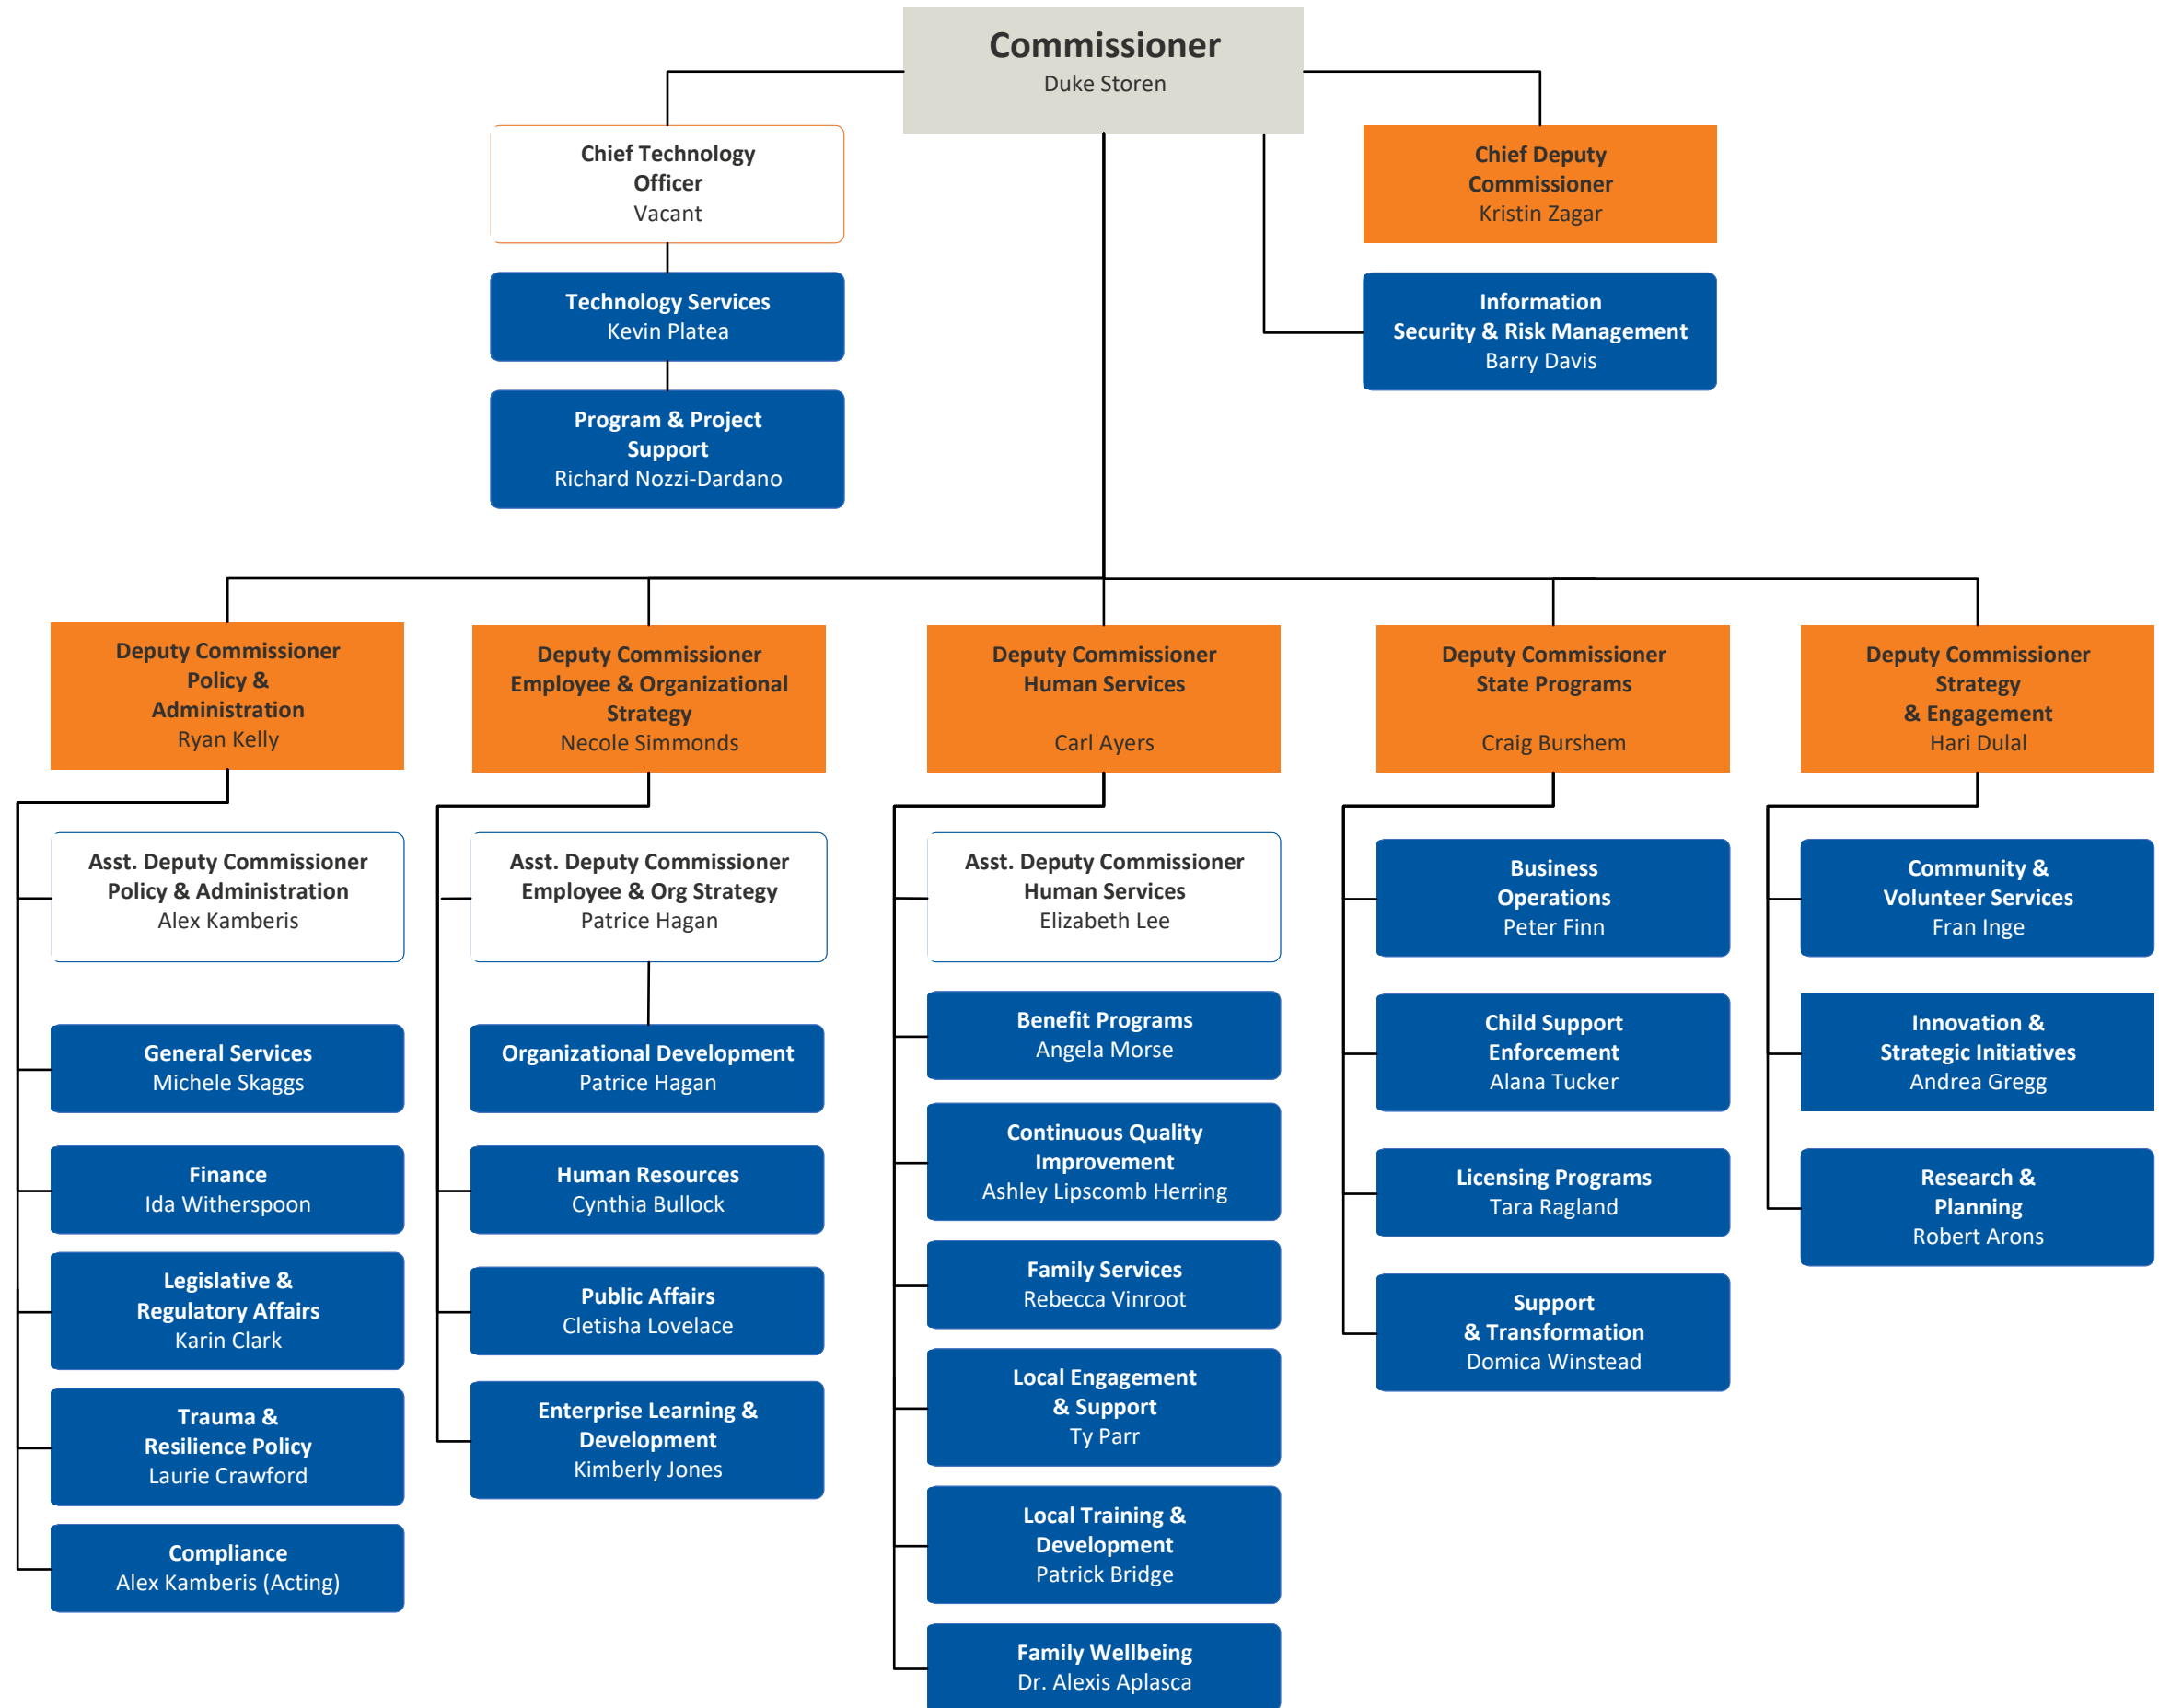 Commissioner
Duke Storen
Chief Technology
Officer
Vacant
Chief Deputy
Commissioner
Kristin Zagar
Technology Services
Kevin Platea
Information
Security & Risk Management
Barry Davis
Program & Project
Support
Richard Nozzi-Dardano
Deputy Commissioner
Policy &
Administration
Ryan Kelly
Deputy Commissioner
Employee & Organizational
Strategy
Necole Simmonds
Deputy Commissioner
Human Services
Carl Ayers
Deputy Commissioner
State Programs
Craig Burshem
Deputy Commissioner
Strategy
& Engagement
Hari Dulal
Asst. Deputy Commissioner
Policy & Administration
Alex Kamberis
General Services
Michele Skaggs
Finance
Ida Witherspoon
Legislative &
Regulatory Affairs
Karin Clark
Trauma &
Resilience Policy
Laurie Crawford
Compliance
Alex Kamberis (Acting)
Asst. Deputy Commissioner
Employee & Org Strategy
Patrice Hagan
Organizational Development
Patrice Hagan
Human Resources
Cynthia Bullock
Public Affairs
Cletisha Lovelace
Enterprise Learning &
Development
Kimberly Jones
Asst. Deputy Commissioner
Human Services
Elizabeth Lee
Benefit Programs
Angela Morse
Continuous Quality
Improvement
Ashley Lipscomb Herring
Family Services
Rebecca Vinroot
Local Engagement
& Support
Ty Parr
Local Training &
Development
Patrick Bridge
Family Wellbeing
Dr. Alexis Aplasca
Business
Operations
Peter Finn
Child Support
Enforcement
Alana Tucker
Licensing Programs
Tara Ragland
Support
& Transformation
Domica Winstead
Community &
Volunteer Services
Fran Inge
Innovation &
Strategic Initiatives
Andrea Gregg
Research &
Planning
Robert Arons